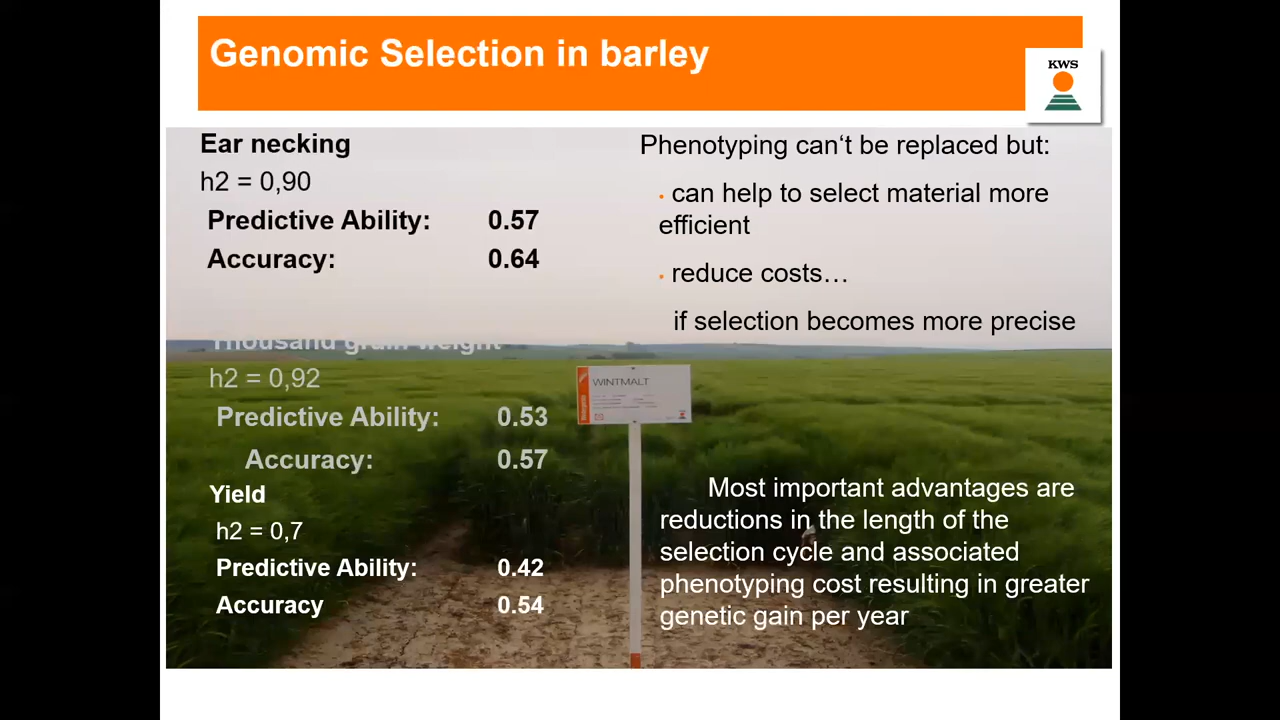 Genomic Selection in barley
KWS
Ear necking
h2 = 0,90
Predictive Ability: 0.57
Accuracy: 0.64
Thousand grain weight
h2 = 0,92
Predictive Ability: 0.53
Accuracy: 0.57
Yield
h2 = 0,7
Predictive Ability: 0.42
Accuracy 0.54
Phenotyping can‘t be replaced but:
• can help to select material more
efficient
• reduce costs…
if selection becomes more precise
WINTMALT
Most important advantages are
reductions in the length of the
selection cycle and associated
phenotyping cost resulting in greater
genetic gain per year